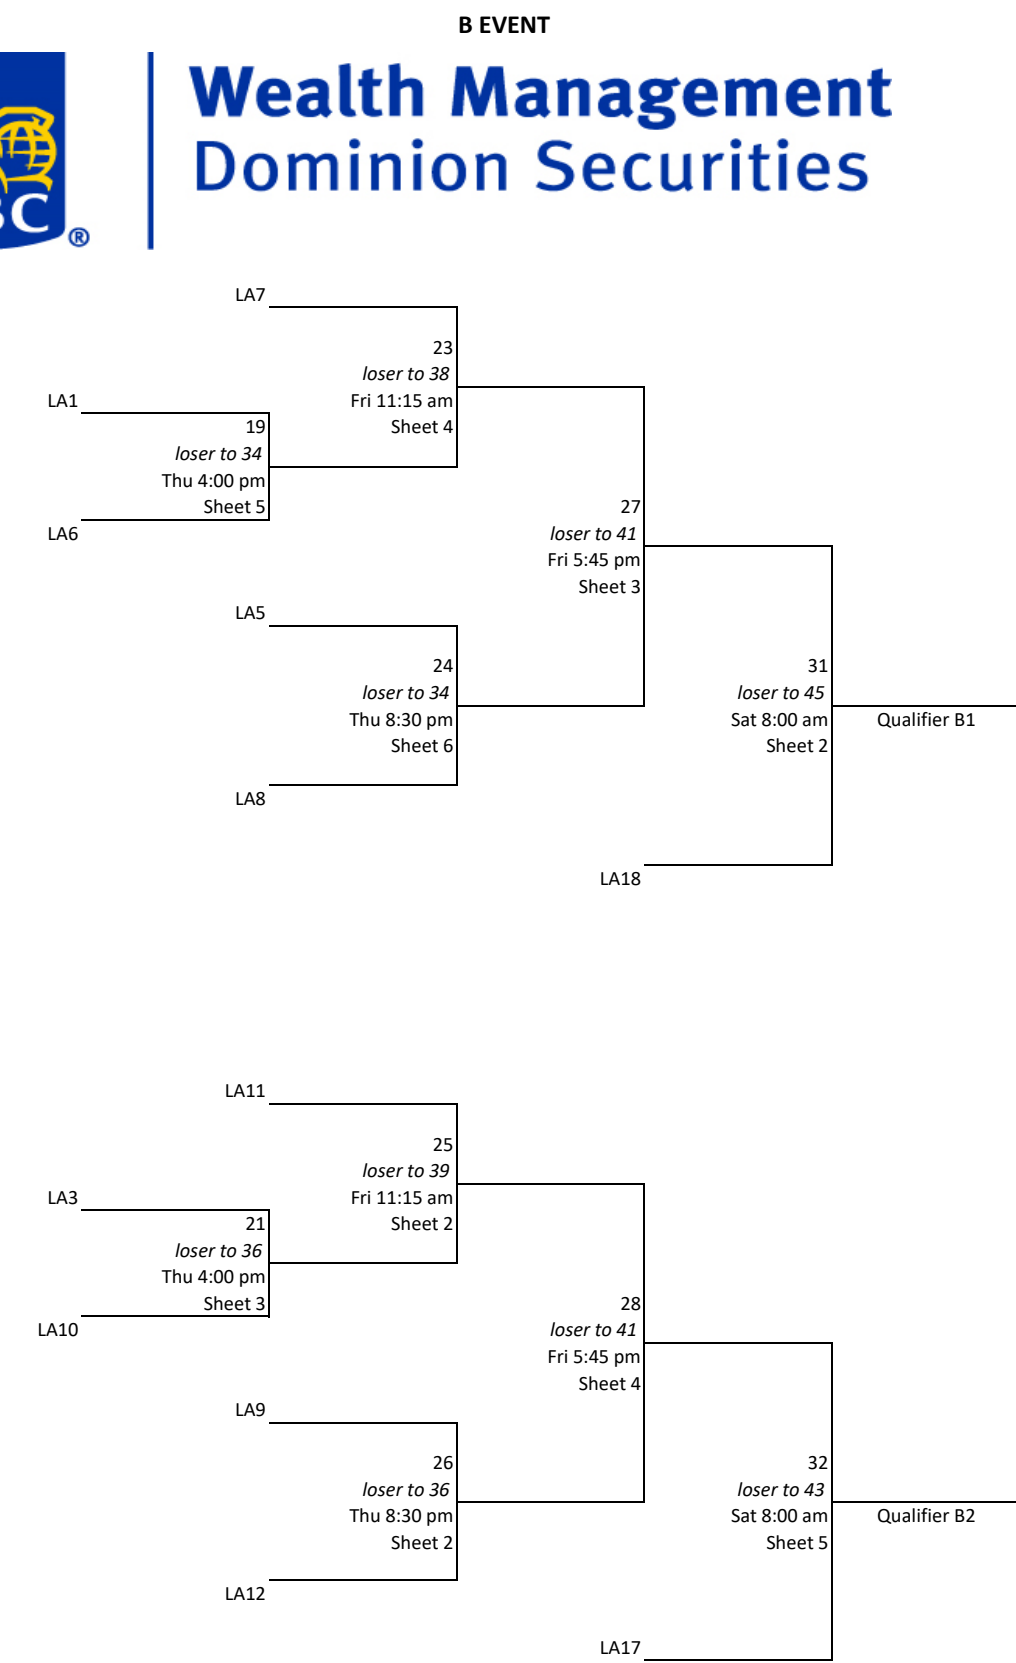 B EVENT
Wealth Management
Dominion Securities
BC
®
LA7
23
loser to 38
Fri 11:15 am
Sheet 4
LA1
19
loser to 34
Thu 4:00 pm
Sheet 5
LA6
27
loser to 41
Fri 5:45 pm
Sheet 3
LA5
24
loser to 34
Thu 8:30 pm
Sheet 6
LA8
31
loser to 45
Sat 8:00 am
Sheet 2
Qualifier B1
LA18
LA11
25
loser to 39
Fri 11:15 am
Sheet 2
LA3
21
loser to 36
Thu 4:00 pm
Sheet 3
LA10
28
loser to 41
Fri 5:45 pm
Sheet 4
LA9
26
loser to 36
Thu 8:30 pm
Sheet 2
LA12
32
loser to 43
Sat 8:00 am
Sheet 5
Qualifier B2
LA17